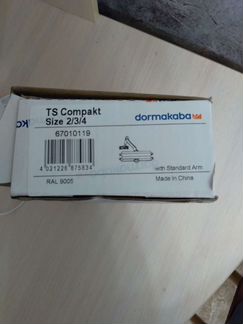 TS Compakt
Size 2/3/4
dormakaba
67010119
4 021226 875834
with Standard Arm
RAL 9005
Made in China